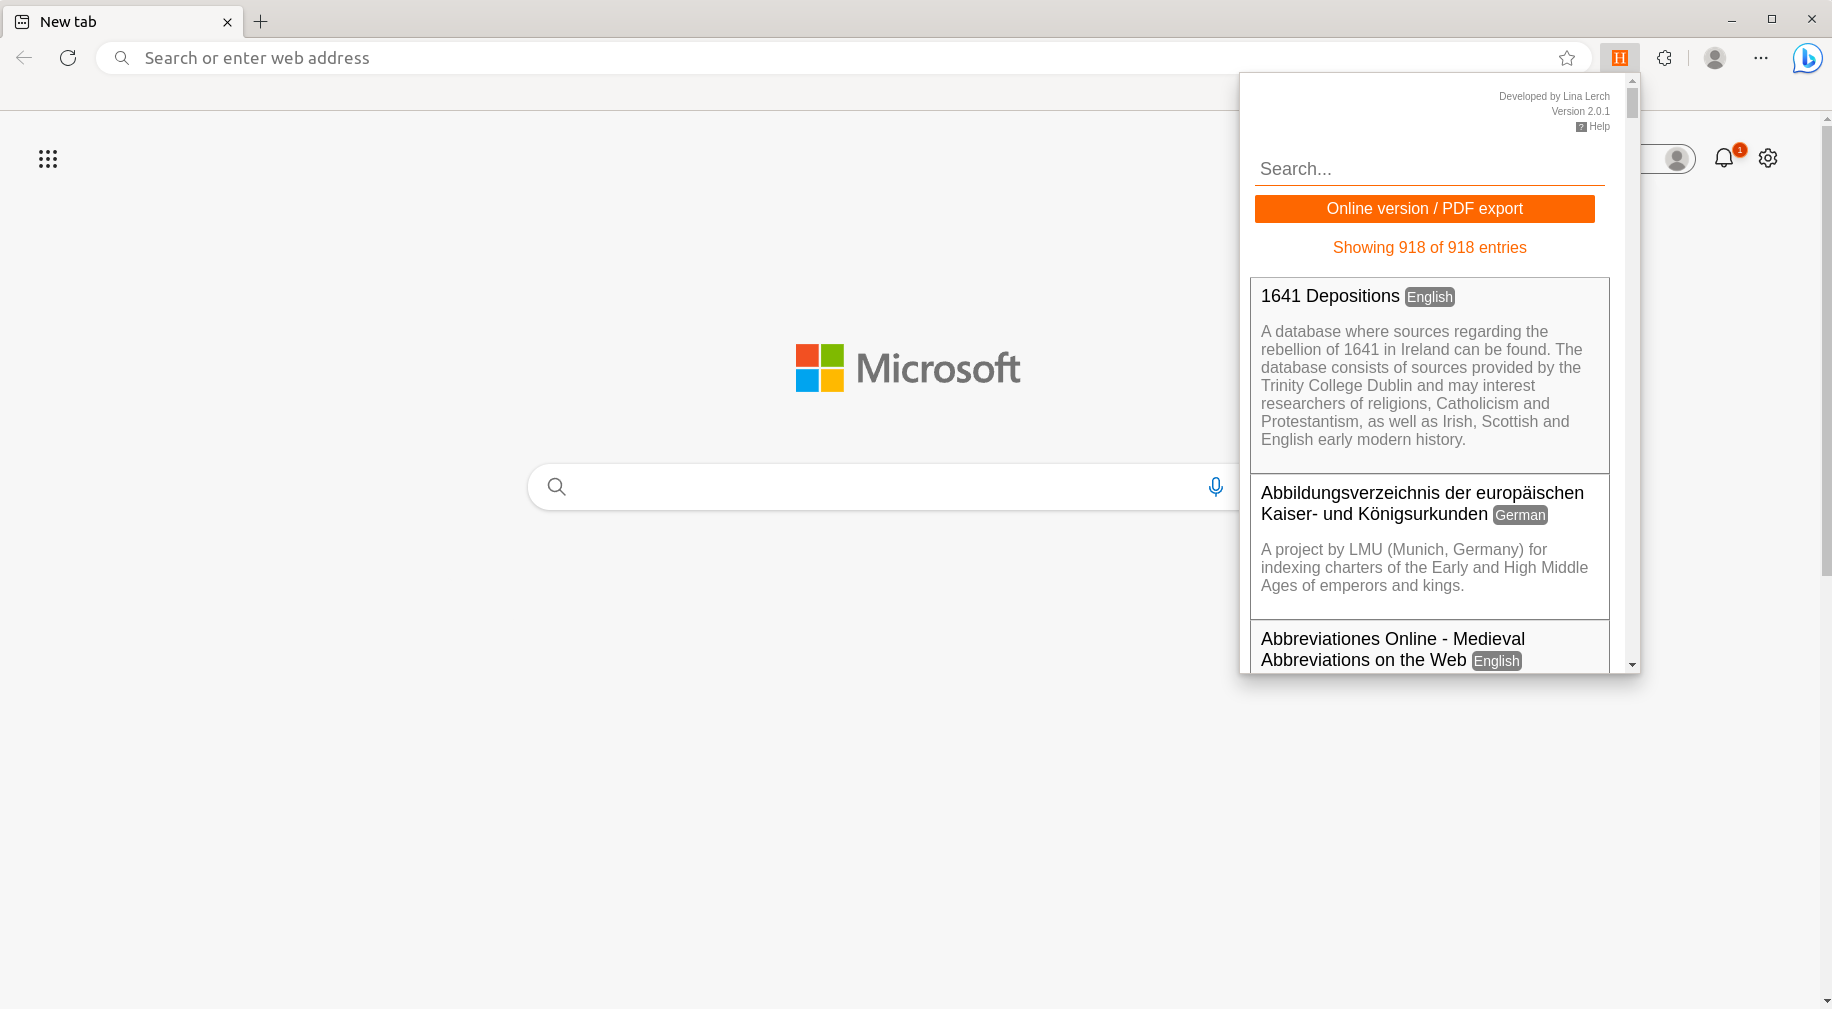 New tab
Search or enter web address
H
Developed by Lina Lerch
Version 2.0.1
? Help
1
Search...
Online version / PDF export
Showing 918 of 918 entries
1641 Depositions English
A database where sources regarding the
rebellion of 1641 in Ireland can be found. The
database consists of sources provided by the
Trinity College Dublin and may interest
researchers of religions, Catholicism and
Protestantism, as well as Irish, Scottish and
English early modern history.
Microsoft
Abbildungsverzeichnis der europäischen
Kaiser- und Königsurkunden German
A project by LMU (Munich, Germany) for
indexing charters of the Early and High Middle
Ages of emperors and kings.
Abbreviationes Online - Medieval
Abbreviations on the Web English